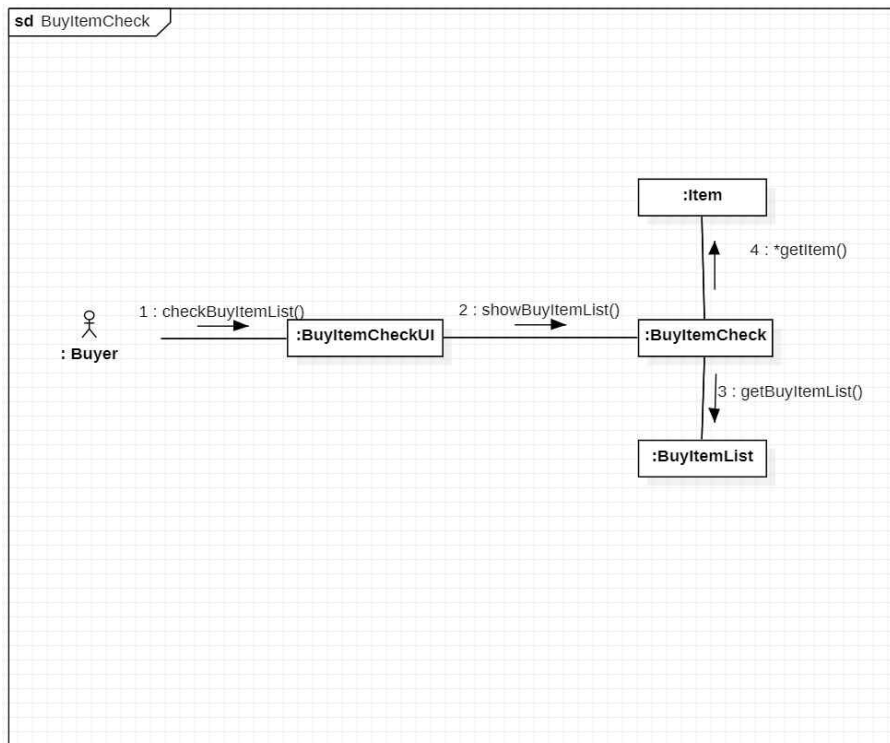 sd BuyItemCheck
:Item
4 : *getItem()
1 : checkBuyItemList()
2 : showBuyItemList()
: Buyer
:BuyItemCheckUI
:BuyItemCheck
3 : getBuyItemList()
:BuyItemList